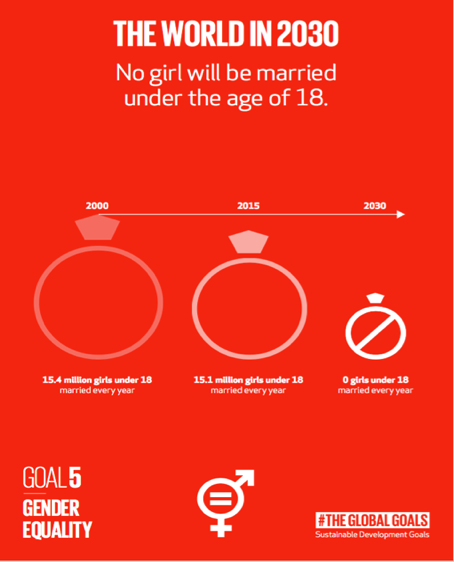 THE WORLD IN 2030
No girl will be married
under the age of 18.
2000
2015
2030
15.4 million girls under 18
married every year
15.1 million girls under 18
married every year
0 girls under 18
married every year
GOAL 5
GENDER
EQUALITY
#THE GLOBAL GOALS
Sustainable Development Goals